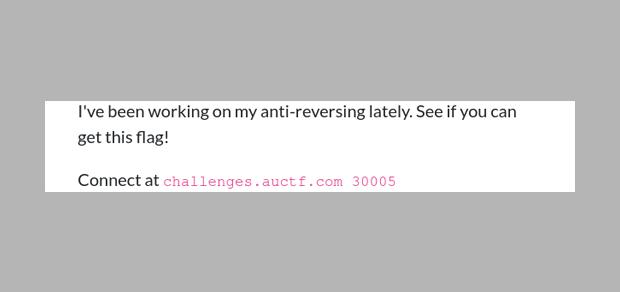 I've been working on my anti-reversing lately. See if you can
get this flag!
Connect at challenges.auctf.com 30005